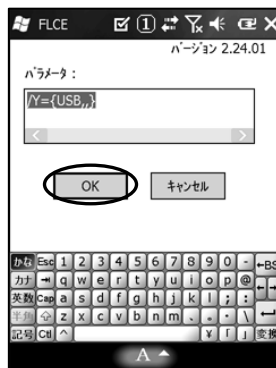 FLCE
バージョン 2.24.01
パラメータ：
/Y={USB,,}
OK キャンセル
かな Esc 1 2 3 4 5 6 7 8 9 0 - ←BS
カナ q w e r t y u i o p @
英数 Cap a s d f g h j k l ; :
半角 z x c v b n m , . ・ \
記号 Ctl ^ ¥ 「 」 変換
A